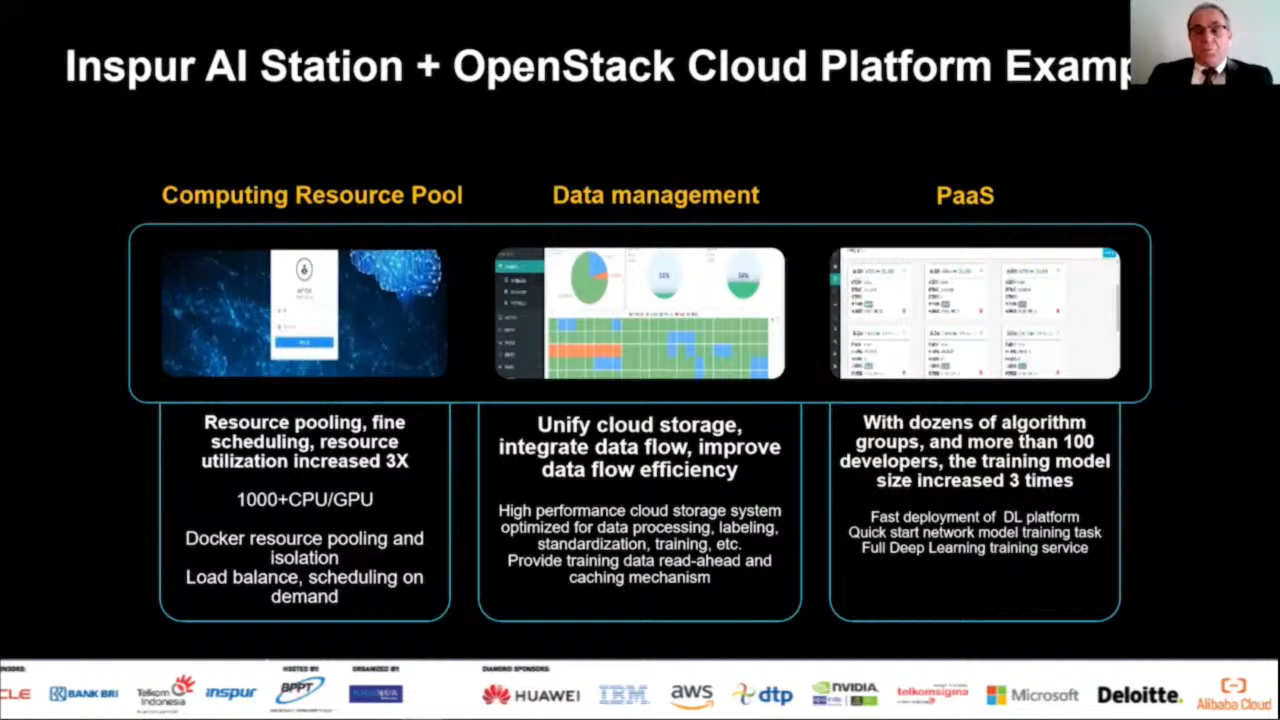 Inspur AI Station + OpenStack Cloud Platform Examp
Computing Resource Pool
Data management
PaaS
Resource pooling, fine
scheduling, resource
utilization increased 3X
1000+CPU/GPU
Docker resource pooling and
isolation
Load balance, scheduling on
demand
Unify cloud storage,
integrate data flow, improve
data flow efficiency
High performance cloud storage system
optimized for data processing, labeling,
standardization, training, etc.
Provide training data read-ahead and
caching mechanism
With dozens of algorithm
groups, and more than 100
developers, the training model
size increased 3 times
Fast deployment of DL platform
Quick start network model training task
Full Deep Learning training service
NSORS:
HOSTED BY:
ORGANIZED BY:
DIAMOND SPONSORS:
CLE
BANK BRI
Telkom
Indonesia
inspur
BPPT
HUAWEI
IBM
aws
dtp
NVIDIA
telkomsigma
Microsoft
Deloitte.
Alibaba Cloud